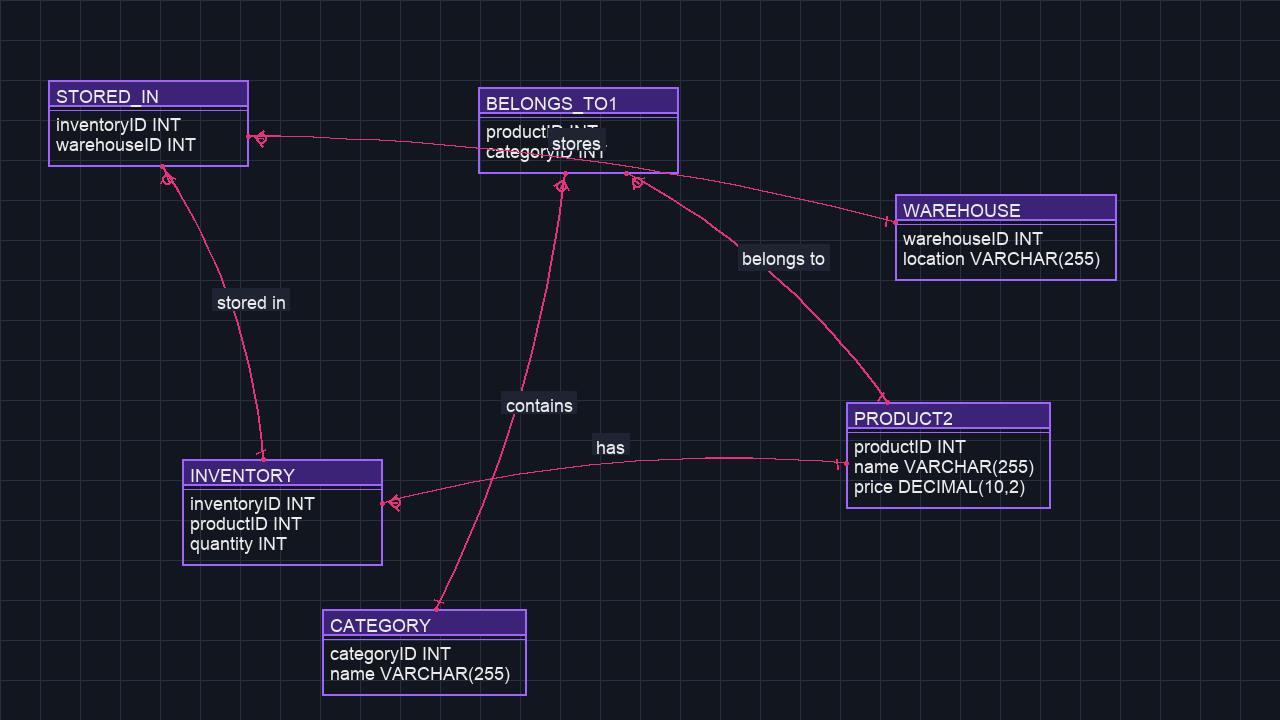 STORED_IN
inventoryID INT
warehouseID INT
BELONGS_TO1
productID INT
categoryID INT
stores
WAREHOUSE
warehouseID INT
location VARCHAR(255)
belongs to
stored in
contains
has
PRODUCT2
productID INT
name VARCHAR(255)
price DECIMAL(10,2)
INVENTORY
inventoryID INT
productID INT
quantity INT
CATEGORY
categoryID INT
name VARCHAR(255)